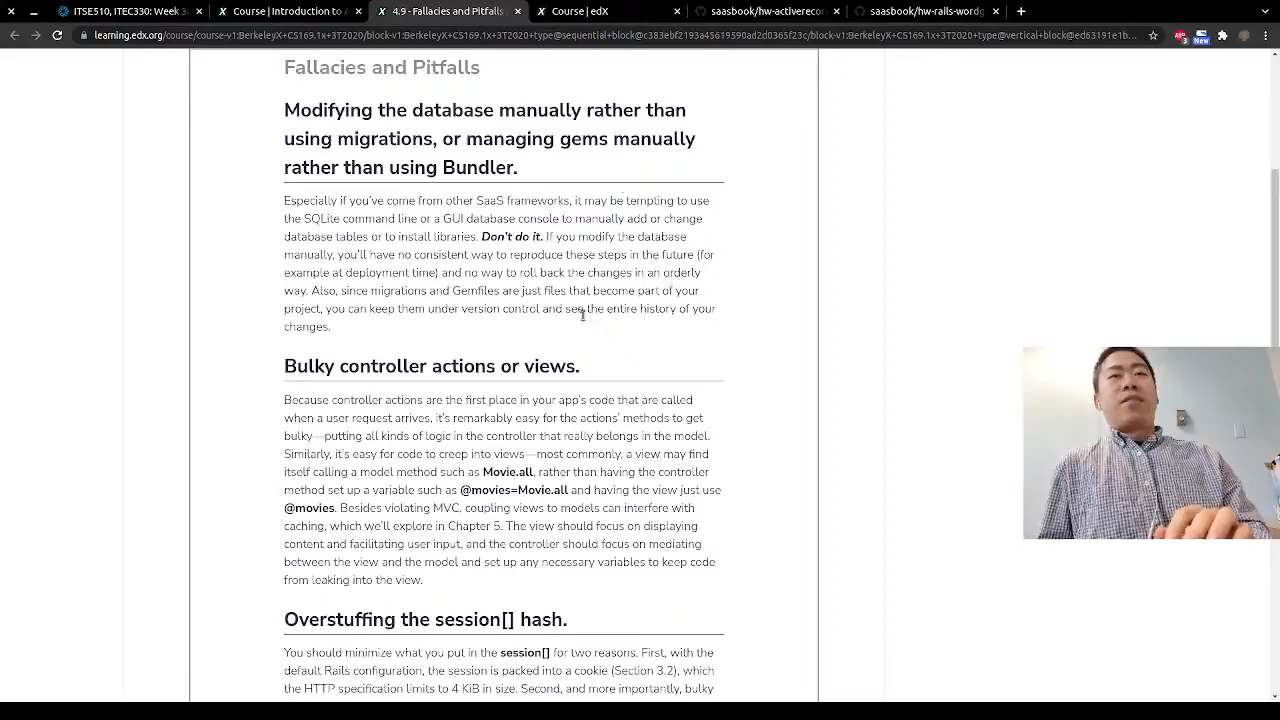 ITSE510, ITEC330: Week 3
Course | Introduction to A
4.9 - Fallacies and Pitfalls
Course | edX
saasbook/hw-activerecor
saasbook/hw-rails-wordg
learning.edx.org/course/course-v1:BerkeleyX+CS169.1x+3T2020/block-v1:BerkeleyX+CS169.1x+3T2020+type@sequential+block@c383ebf2193a45619590ad2d0365f23c/block-v1:BerkeleyX+CS169.1x+3T2020+type@vertical+block@ed63191e1b...
New
Fallacies and Pitfalls
Modifying the database manually rather than
using migrations, or managing gems manually
rather than using Bundler.
Especially if you've come from other SaaS frameworks, it may be tempting to use
the SQLite command line or a GUI database console to manually add or change
database tables or to install libraries. Don't do it. If you modify the database
manually, you'll have no consistent way to reproduce these steps in the future (for
example at deployment time) and no way to roll back the changes in an orderly
way. Also, since migrations and Gemfiles are just files that become part of your
project, you can keep them under version control and see the entire history of your
changes.
Bulky controller actions or views.
Because controller actions are the first place in your app's code that are called
when a user request arrives, it's remarkably easy for the actions' methods to get
bulky—putting all kinds of logic in the controller that really belongs in the model.
Similarly, it's easy for code to creep into views—most commonly, a view may find
itself calling a model method such as Movie.all, rather than having the controller
method set up a variable such as @movies=Movie.all and having the view just use
@movies. Besides violating MVC, coupling views to models can interfere with
caching, which we'll explore in Chapter 5. The view should focus on displaying
content and facilitating user input, and the controller should focus on mediating
between the view and the model and set up any necessary variables to keep code
from leaking into the view.
Overstuffing the session[] hash.
You should minimize what you put in the session[] for two reasons. First, with the
default Rails configuration, the session is packed into a cookie (Section 3.2), which
the HTTP specification limits to 4 KiB in size. Second, and more importantly, bulky